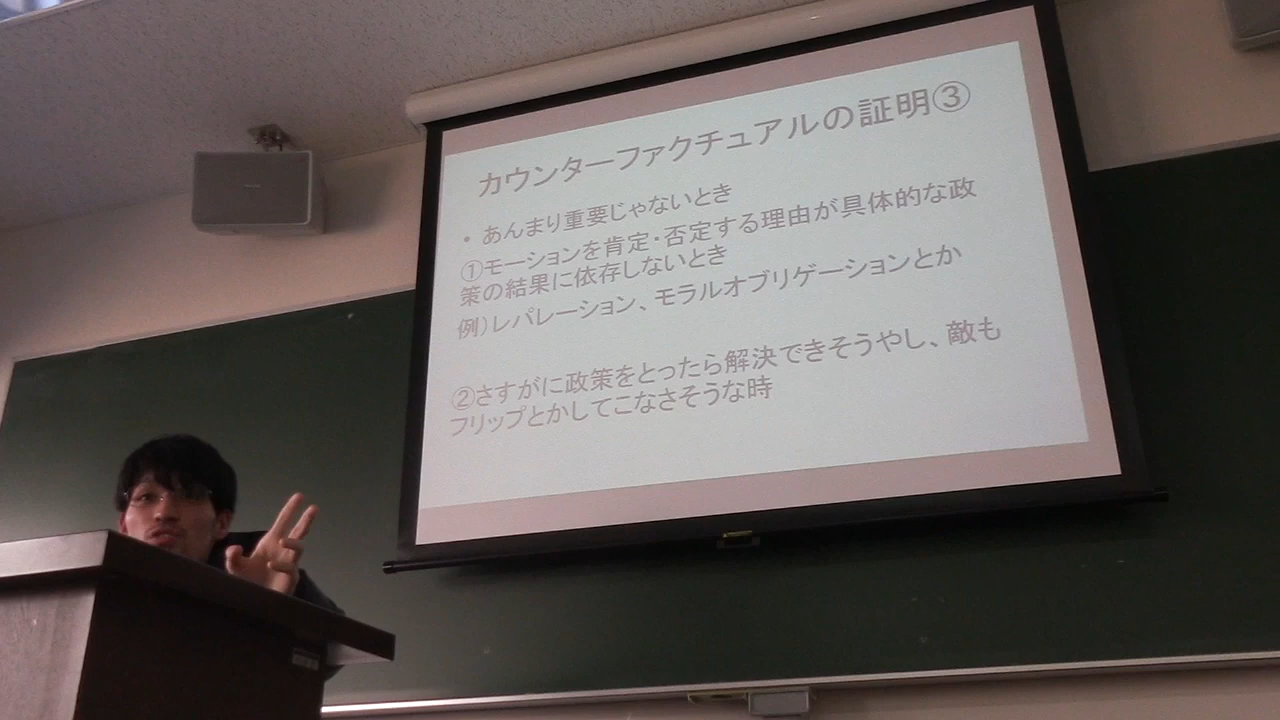 カウンターファクチュアルの証明③
• あんまり重要じゃないとき
①モーションを肯定・否定する理由が具体的な政
策の結果に依存しないとき
例）レパレーション、モラルオブリゲーションとか
②さすがに政策をとったら解決できそうやし、敵も
フリップとかしてこなさそうな時